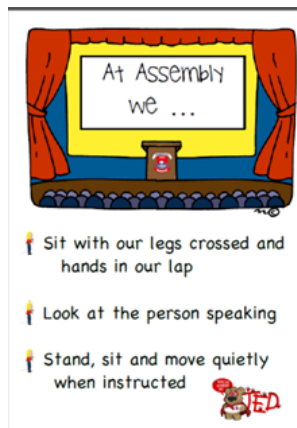 At Assembly
we ...
Sit with our legs crossed and
hands in our lap
Look at the person speaking
Stand, sit and move quietly
when instructed
TED